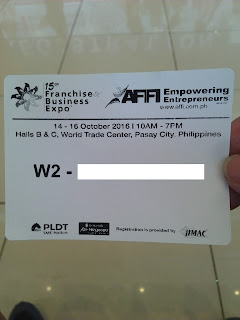 15th
Franchise &
Business
Expo
AFFI
Empowering
Entrepreneurs
www.affi.com.ph
14 - 16 October 2016 I 10AM - 7PM
Halls B & C, World Trade Center, Pasay City, Philippines
W2 -
PLDT
Registration is provided by
JIMAC